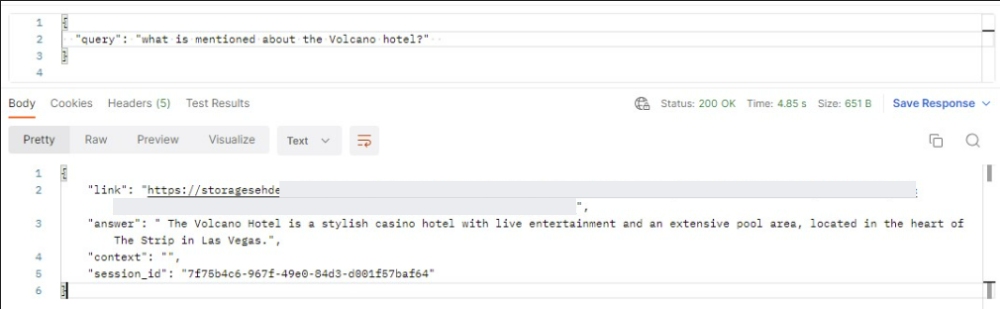 1 {
2 "query": "what is mentioned about the Volcano hotel?"
3 }
4
Body Cookies Headers (5) Test Results Status: 200 OK Time: 4.85 s Size: 651 B Save Response
Pretty Raw Preview Visualize Text
1 {
2 "link": "https://storagesehde
",
3 "answer": " The Volcano Hotel is a stylish casino hotel with live entertainment and an extensive pool area, located in the heart of
The Strip in Las Vegas.",
4 "context": "",
5 "session_id": "7f75b4c6-967f-49e0-84d3-d001f57baf64"
6 }